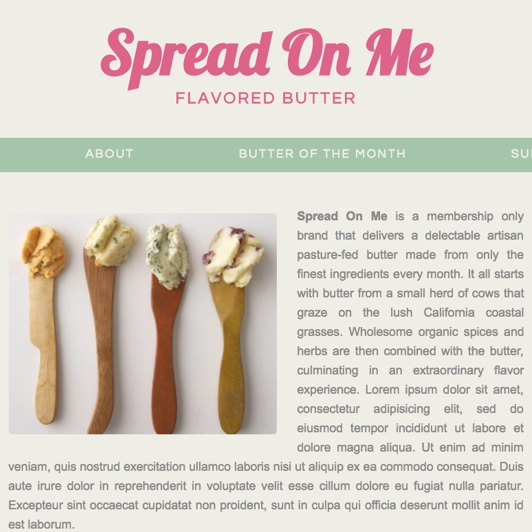 Spread On Me
FLAVORED BUTTER
ABOUT BUTTER OF THE MONTH SU
Spread On Me is a membership only
brand that delivers a delectable artisan
pasture-fed butter made from only the
finest ingredients every month. It all starts
with butter from a small herd of cows that
graze on the lush California coastal
grasses. Wholesome organic spices and
herbs are then combined with the butter,
culminating in an extraordinary flavor
experience. Lorem ipsum dolor sit amet,
consectetur adipisicing elit, sed do
eiusmod tempor incididunt ut labore et
dolore magna aliqua. Ut enim ad minim
veniam, quis nostrud exercitation ullamco laboris nisi ut aliquip ex ea commodo consequat. Duis
aute irure dolor in reprehenderit in voluptate velit esse cillum dolore eu fugiat nulla pariatur.
Excepteur sint occaecat cupidatat non proident, sunt in culpa qui officia deserunt mollit anim id
est laborum.